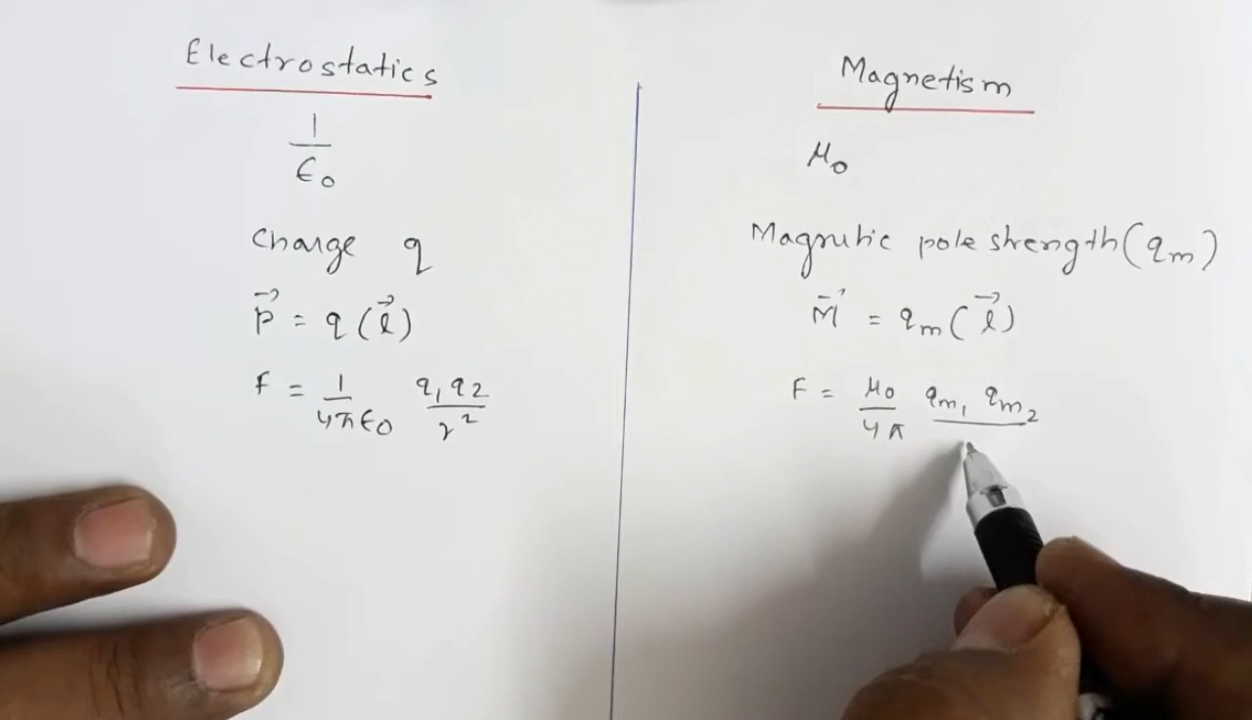 Electrostatics
1/ϵ₀
Charge q
p⃗ = q(l⃗)
F = 1/4πϵ₀ q₁q₂/r²
Magnetism
μ₀
Magnetic pole strength(qₘ)
M⃗ = qₘ(l⃗)
F = μ₀/4π qₘ₁ qₘ₂